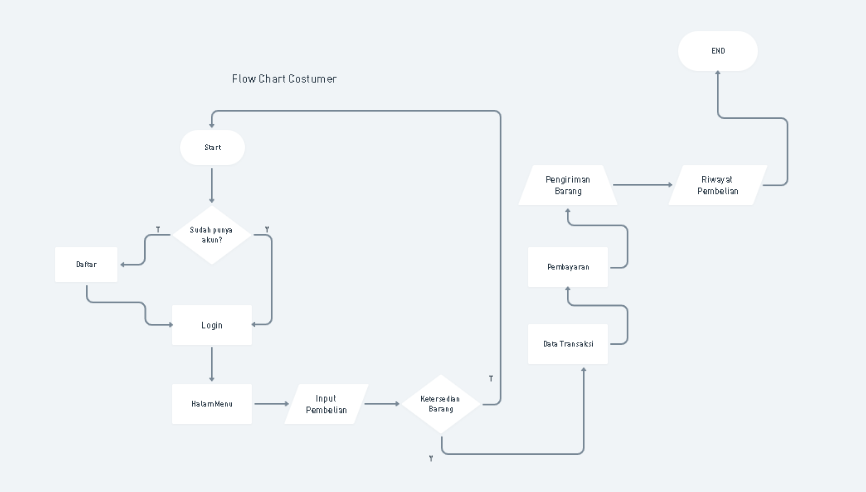 END
Flow Chart Costumer
Start
Sudah punya
akun?
Y
Y
Daftar
Login
HalamMenu
Input
Pembelian
Ketersedian
Barang
Y
Y
Data Transaksi
Pembayaran
Pengiriman
Barang
Riwayat
Pembelian